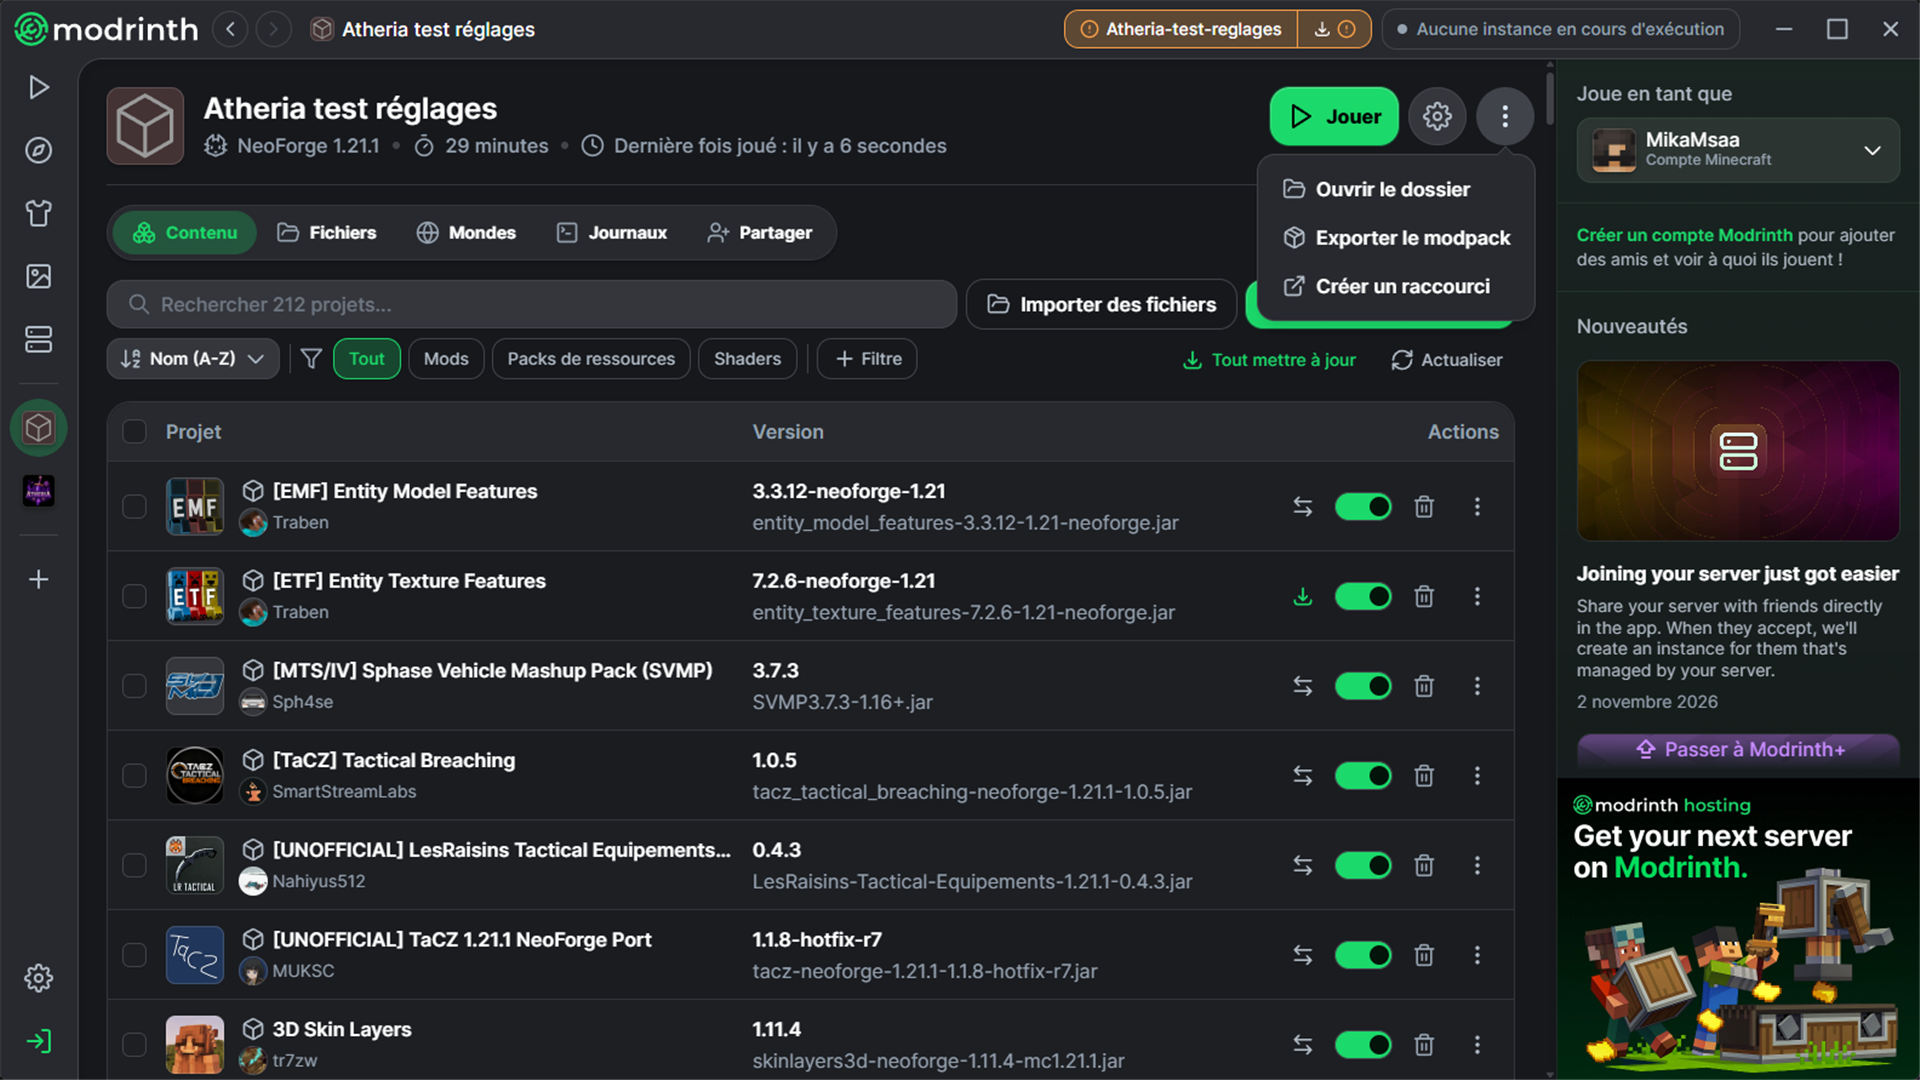 modrinth
Atheria test réglages
Atheria-test-reglages
Aucune instance en cours d'exécution
Atheria test réglages
NeoForge 1.21.1 • 29 minutes • Dernière fois joué : il y a 6 secondes
Jouer
Ouvrir le dossier
Exporter le modpack
Créer un raccourci
Contenu
Fichiers
Mondes
Journaux
Partager
Rechercher 212 projets...
Importer des fichiers
Nom (A-Z)
Tout
Mods
Packs de ressources
Shaders
Filtre
Tout mettre à jour
Actualiser
Projet
Version
Actions
EMF
[EMF] Entity Model Features
Traben
3.3.12-neoforge-1.21
entity_model_features-3.3.12-1.21-neoforge.jar
ETF
[ETF] Entity Texture Features
Traben
7.2.6-neoforge-1.21
entity_texture_features-7.2.6-1.21-neoforge.jar
[MTS/IV] Sphase Vehicle Mashup Pack (SVMP)
Sph4se
3.7.3
SVMP3.7.3-1.16+.jar
TACZ
TACTICAL
BREACHING
[TaCZ] Tactical Breaching
SmartStreamLabs
1.0.5
tacz_tactical_breaching-neoforge-1.21.1-1.0.5.jar
LR TACTICAL
[UNOFFICIAL] LesRaisins Tactical Equipements...
Nahiyus512
0.4.3
LesRaisins-Tactical-Equipements-1.21.1-0.4.3.jar
TaCZ
[UNOFFICIAL] TaCZ 1.21.1 NeoForge Port
MUKSC
1.1.8-hotfix-r7
tacz-neoforge-1.21.1-1.1.8-hotfix-r7.jar
3D Skin Layers
tr7zw
1.11.4
skinlayers3d-neoforge-1.11.4-mc1.21.1.jar
ATHERIA
Joue en tant que
MikaMsaa
Compte Minecraft
Créer un compte Modrinth pour ajouter
des amis et voir à quoi ils jouent !
Nouveautés
Joining your server just got easier
Share your server with friends directly
in the app. When they accept, we'll
create an instance for them that's
managed by your server.
2 novembre 2026
Passer à Modrinth+
modrinth hosting
Get your next server
on Modrinth.